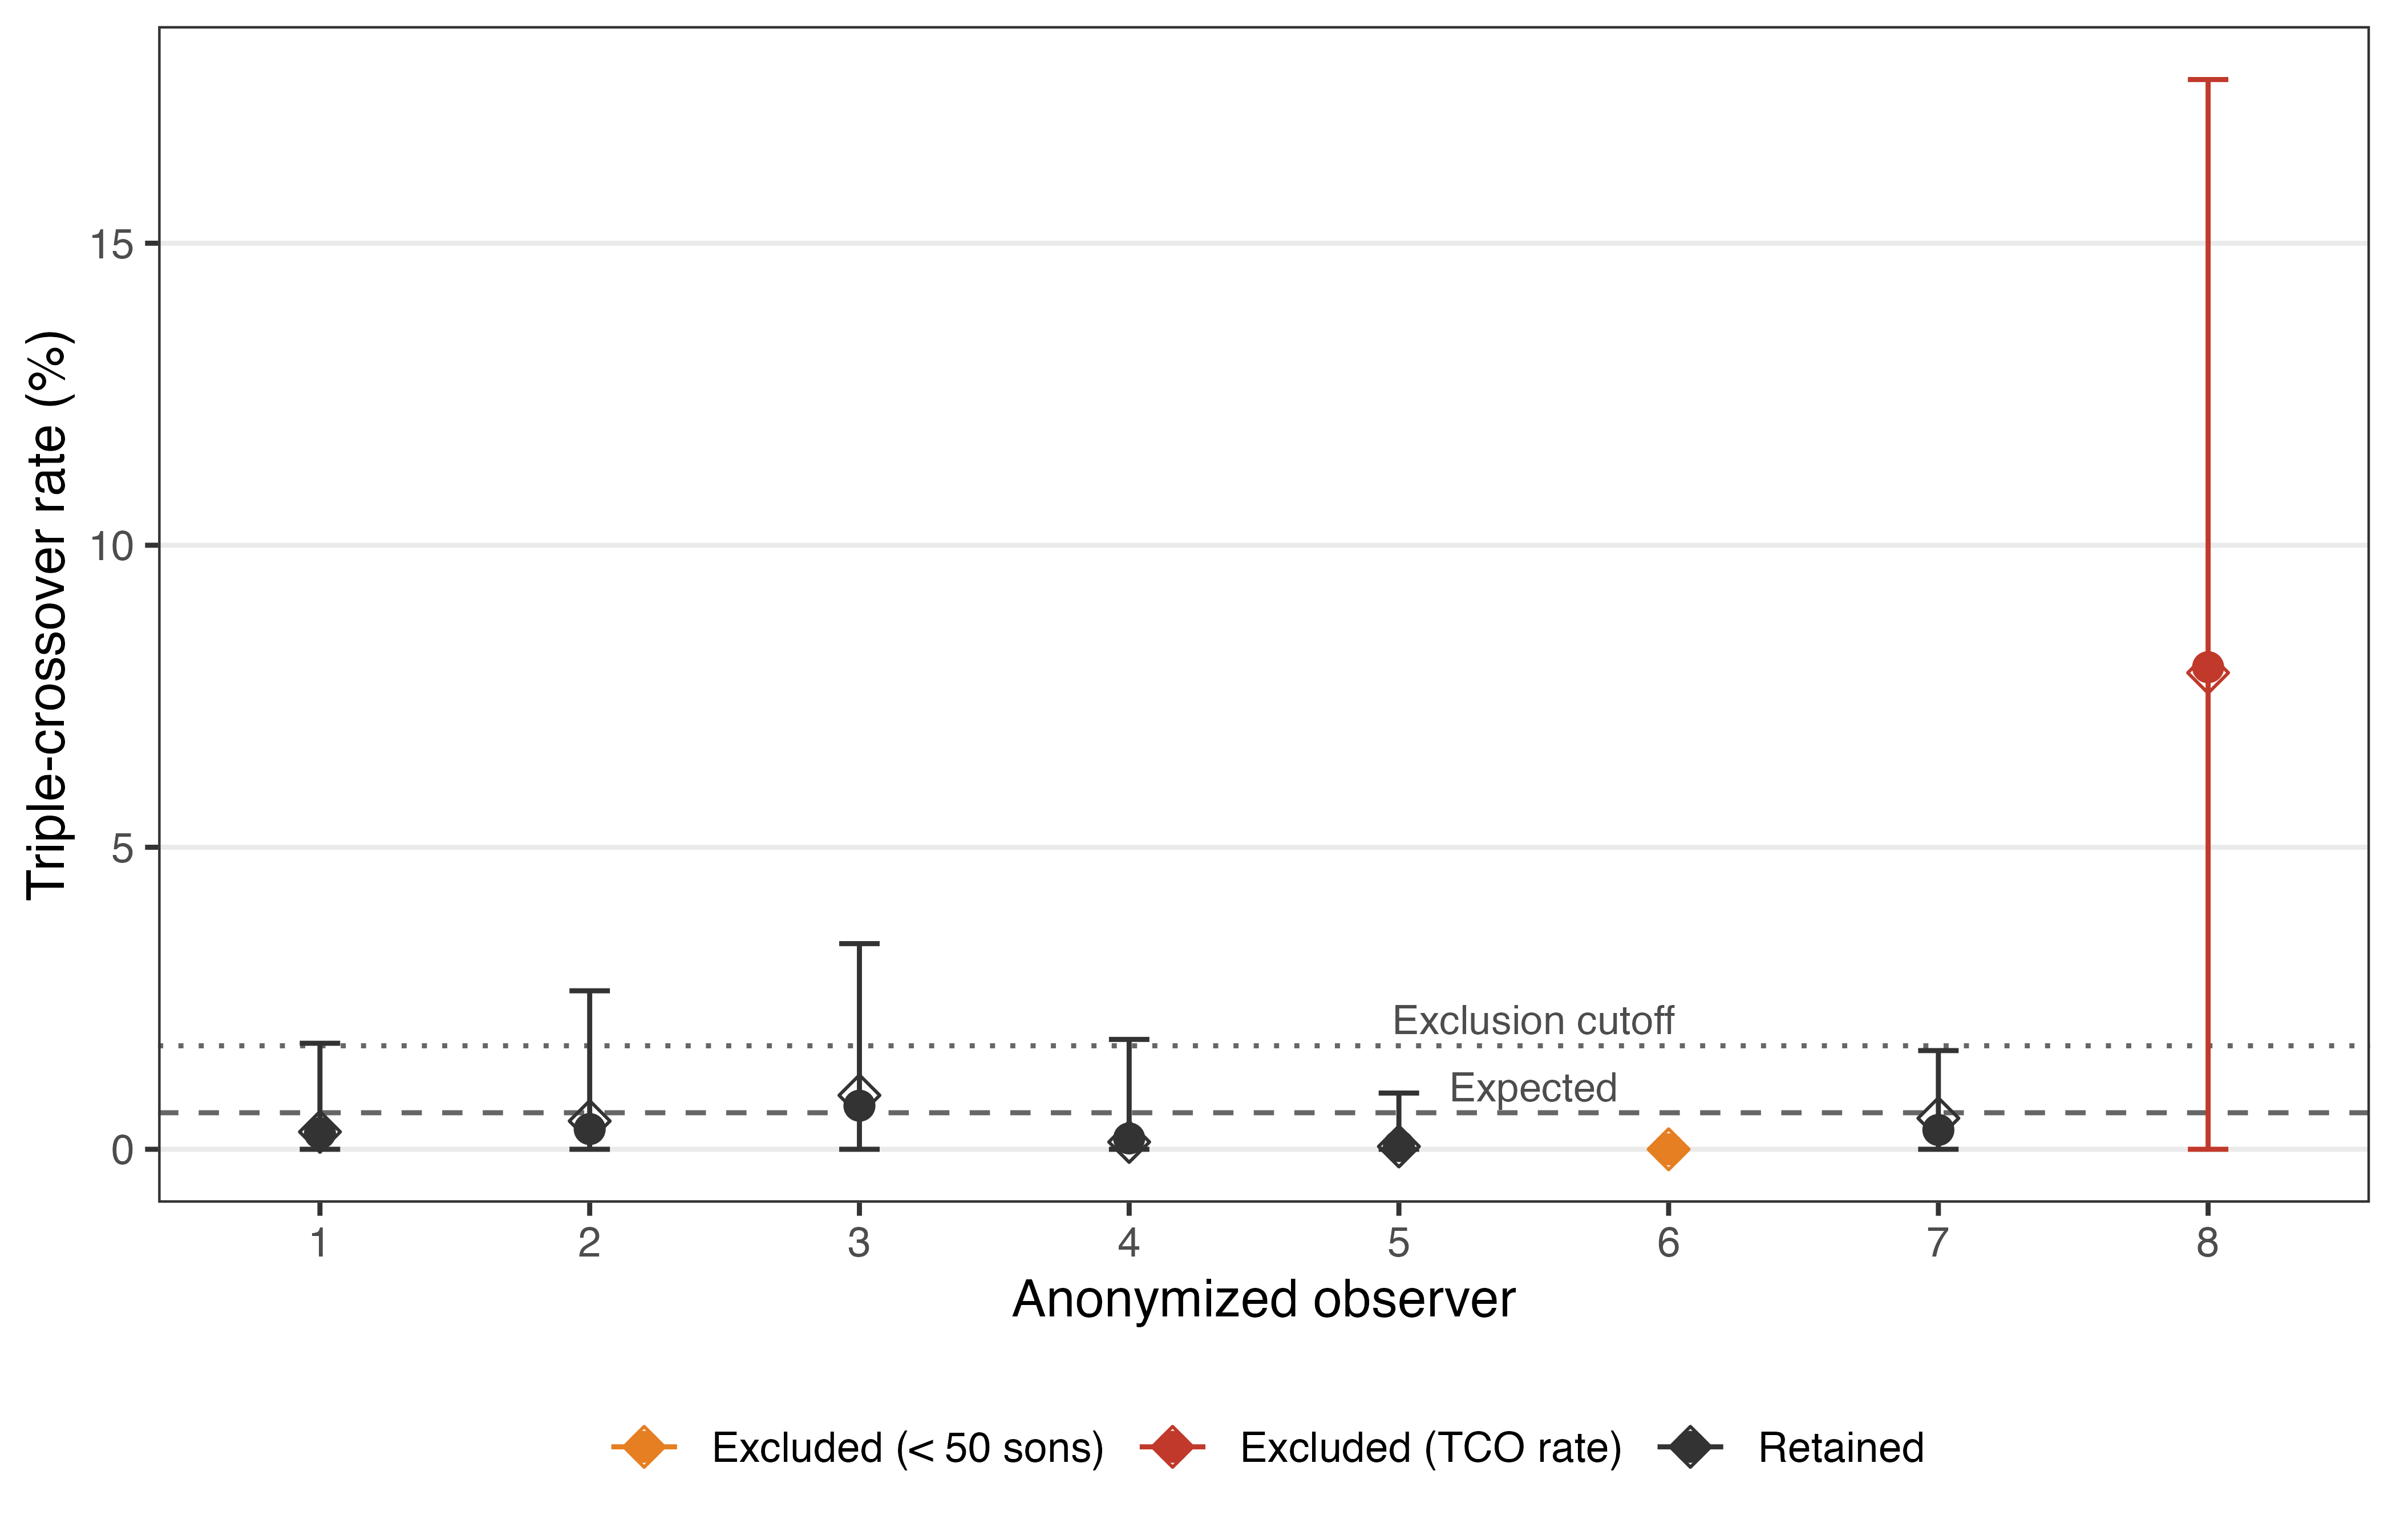 Triple-crossover rate (%)
15
10
5
0
Exclusion cutoff
Expected
1 2 3 4 5 6 7 8
Anonymized observer
Excluded (< 50 sons) Excluded (TCO rate) Retained